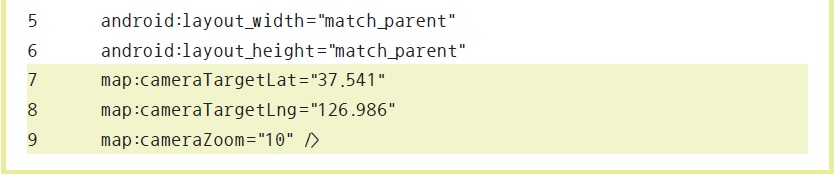 5 android:layout_width="match_parent"
6 android:layout_height="match_parent"
7 map:cameraTargetLat="37.541"
8 map:cameraTargetLng="126.986"
9 map:cameraZoom="10" />